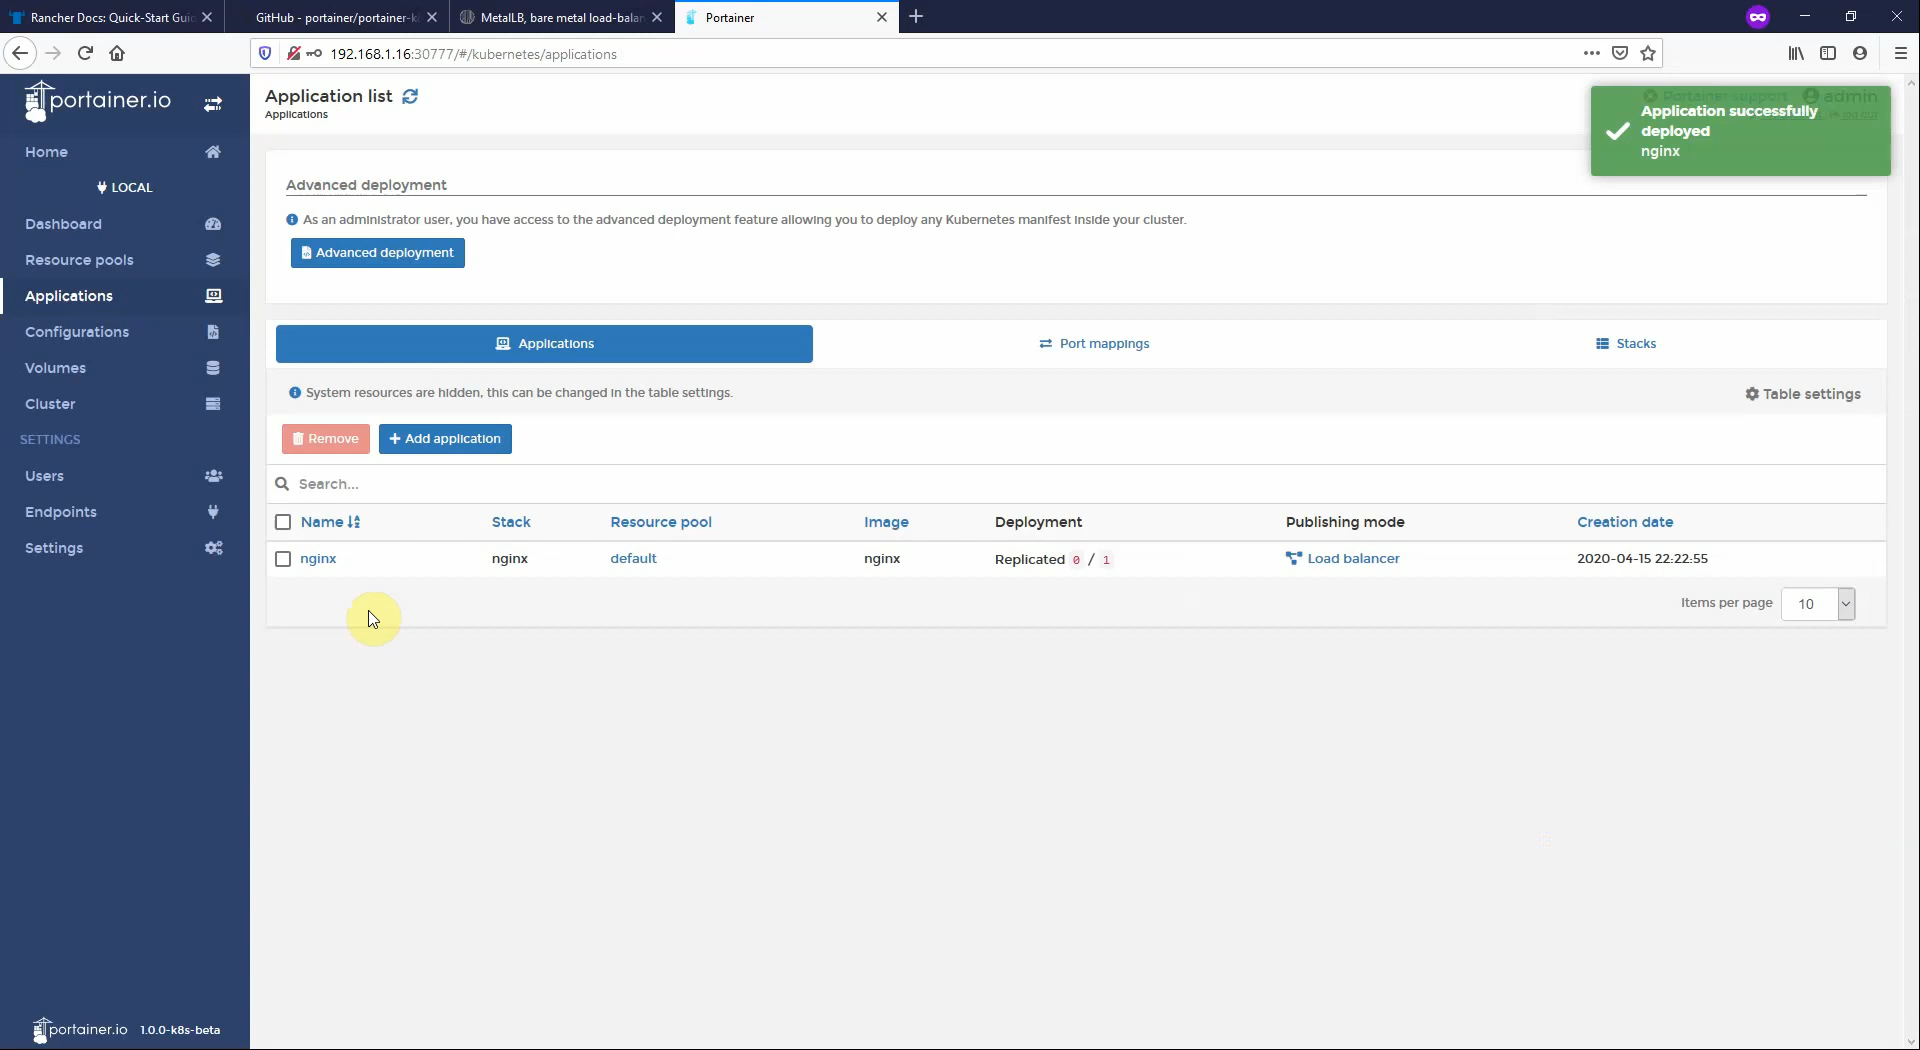 Rancher Docs: Quick-Start Gui
GitHub - portainer/portainer-k
MetalLB, bare metal load-balan
Portainer
192.168.1.16:30777/#/kubernetes/applications
portainer.io
Home
LOCAL
Dashboard
Resource pools
Applications
Configurations
Volumes
Cluster
SETTINGS
Users
Endpoints
Settings
portainer.io 1.0.0-k8s-beta
Application list
Applications
Portainer support admin
log out
Application successfully
deployed
nginx
Advanced deployment
As an administrator user, you have access to the advanced deployment feature allowing you to deploy any Kubernetes manifest inside your cluster.
Advanced deployment
Applications
Port mappings
Stacks
System resources are hidden, this can be changed in the table settings.
Table settings
Remove
Add application
Search...
Name Stack Resource pool Image Deployment Publishing mode Creation date
nginx nginx default nginx Replicated 0 / 1 Load balancer 2020-04-15 22:22:55
Items per page 10